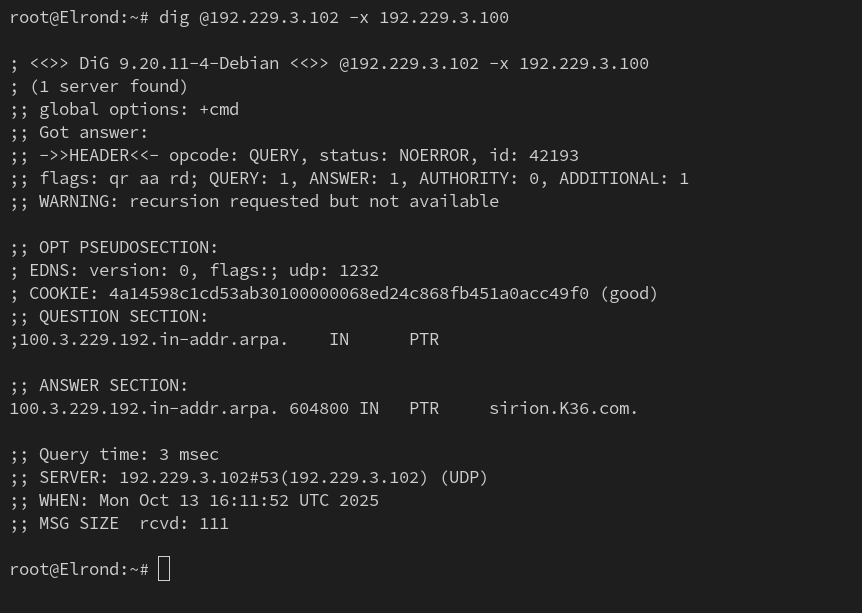 root@Elrond:~# dig @192.229.3.102 -x 192.229.3.100
; <<>> DiG 9.20.11-4-Debian <<>> @192.229.3.102 -x 192.229.3.100
; (1 server found)
;; global options: +cmd
;; Got answer:
;; ->>HEADER<<- opcode: QUERY, status: NOERROR, id: 42193
;; flags: qr aa rd; QUERY: 1, ANSWER: 1, AUTHORITY: 0, ADDITIONAL: 1
;; WARNING: recursion requested but not available
;; OPT PSEUDOSECTION:
; EDNS: version: 0, flags:; udp: 1232
; COOKIE: 4a14598c1cd53ab30100000068ed24c868fb451a0acc49f0 (good)
;; QUESTION SECTION:
;100.3.229.192.in-addr.arpa.    IN      PTR
;; ANSWER SECTION:
100.3.229.192.in-addr.arpa. 604800 IN   PTR     sirion.K36.com.
;; Query time: 3 msec
;; SERVER: 192.229.3.102#53(192.229.3.102) (UDP)
;; WHEN: Mon Oct 13 16:11:52 UTC 2025
;; MSG SIZE  rcvd: 111
root@Elrond:~#